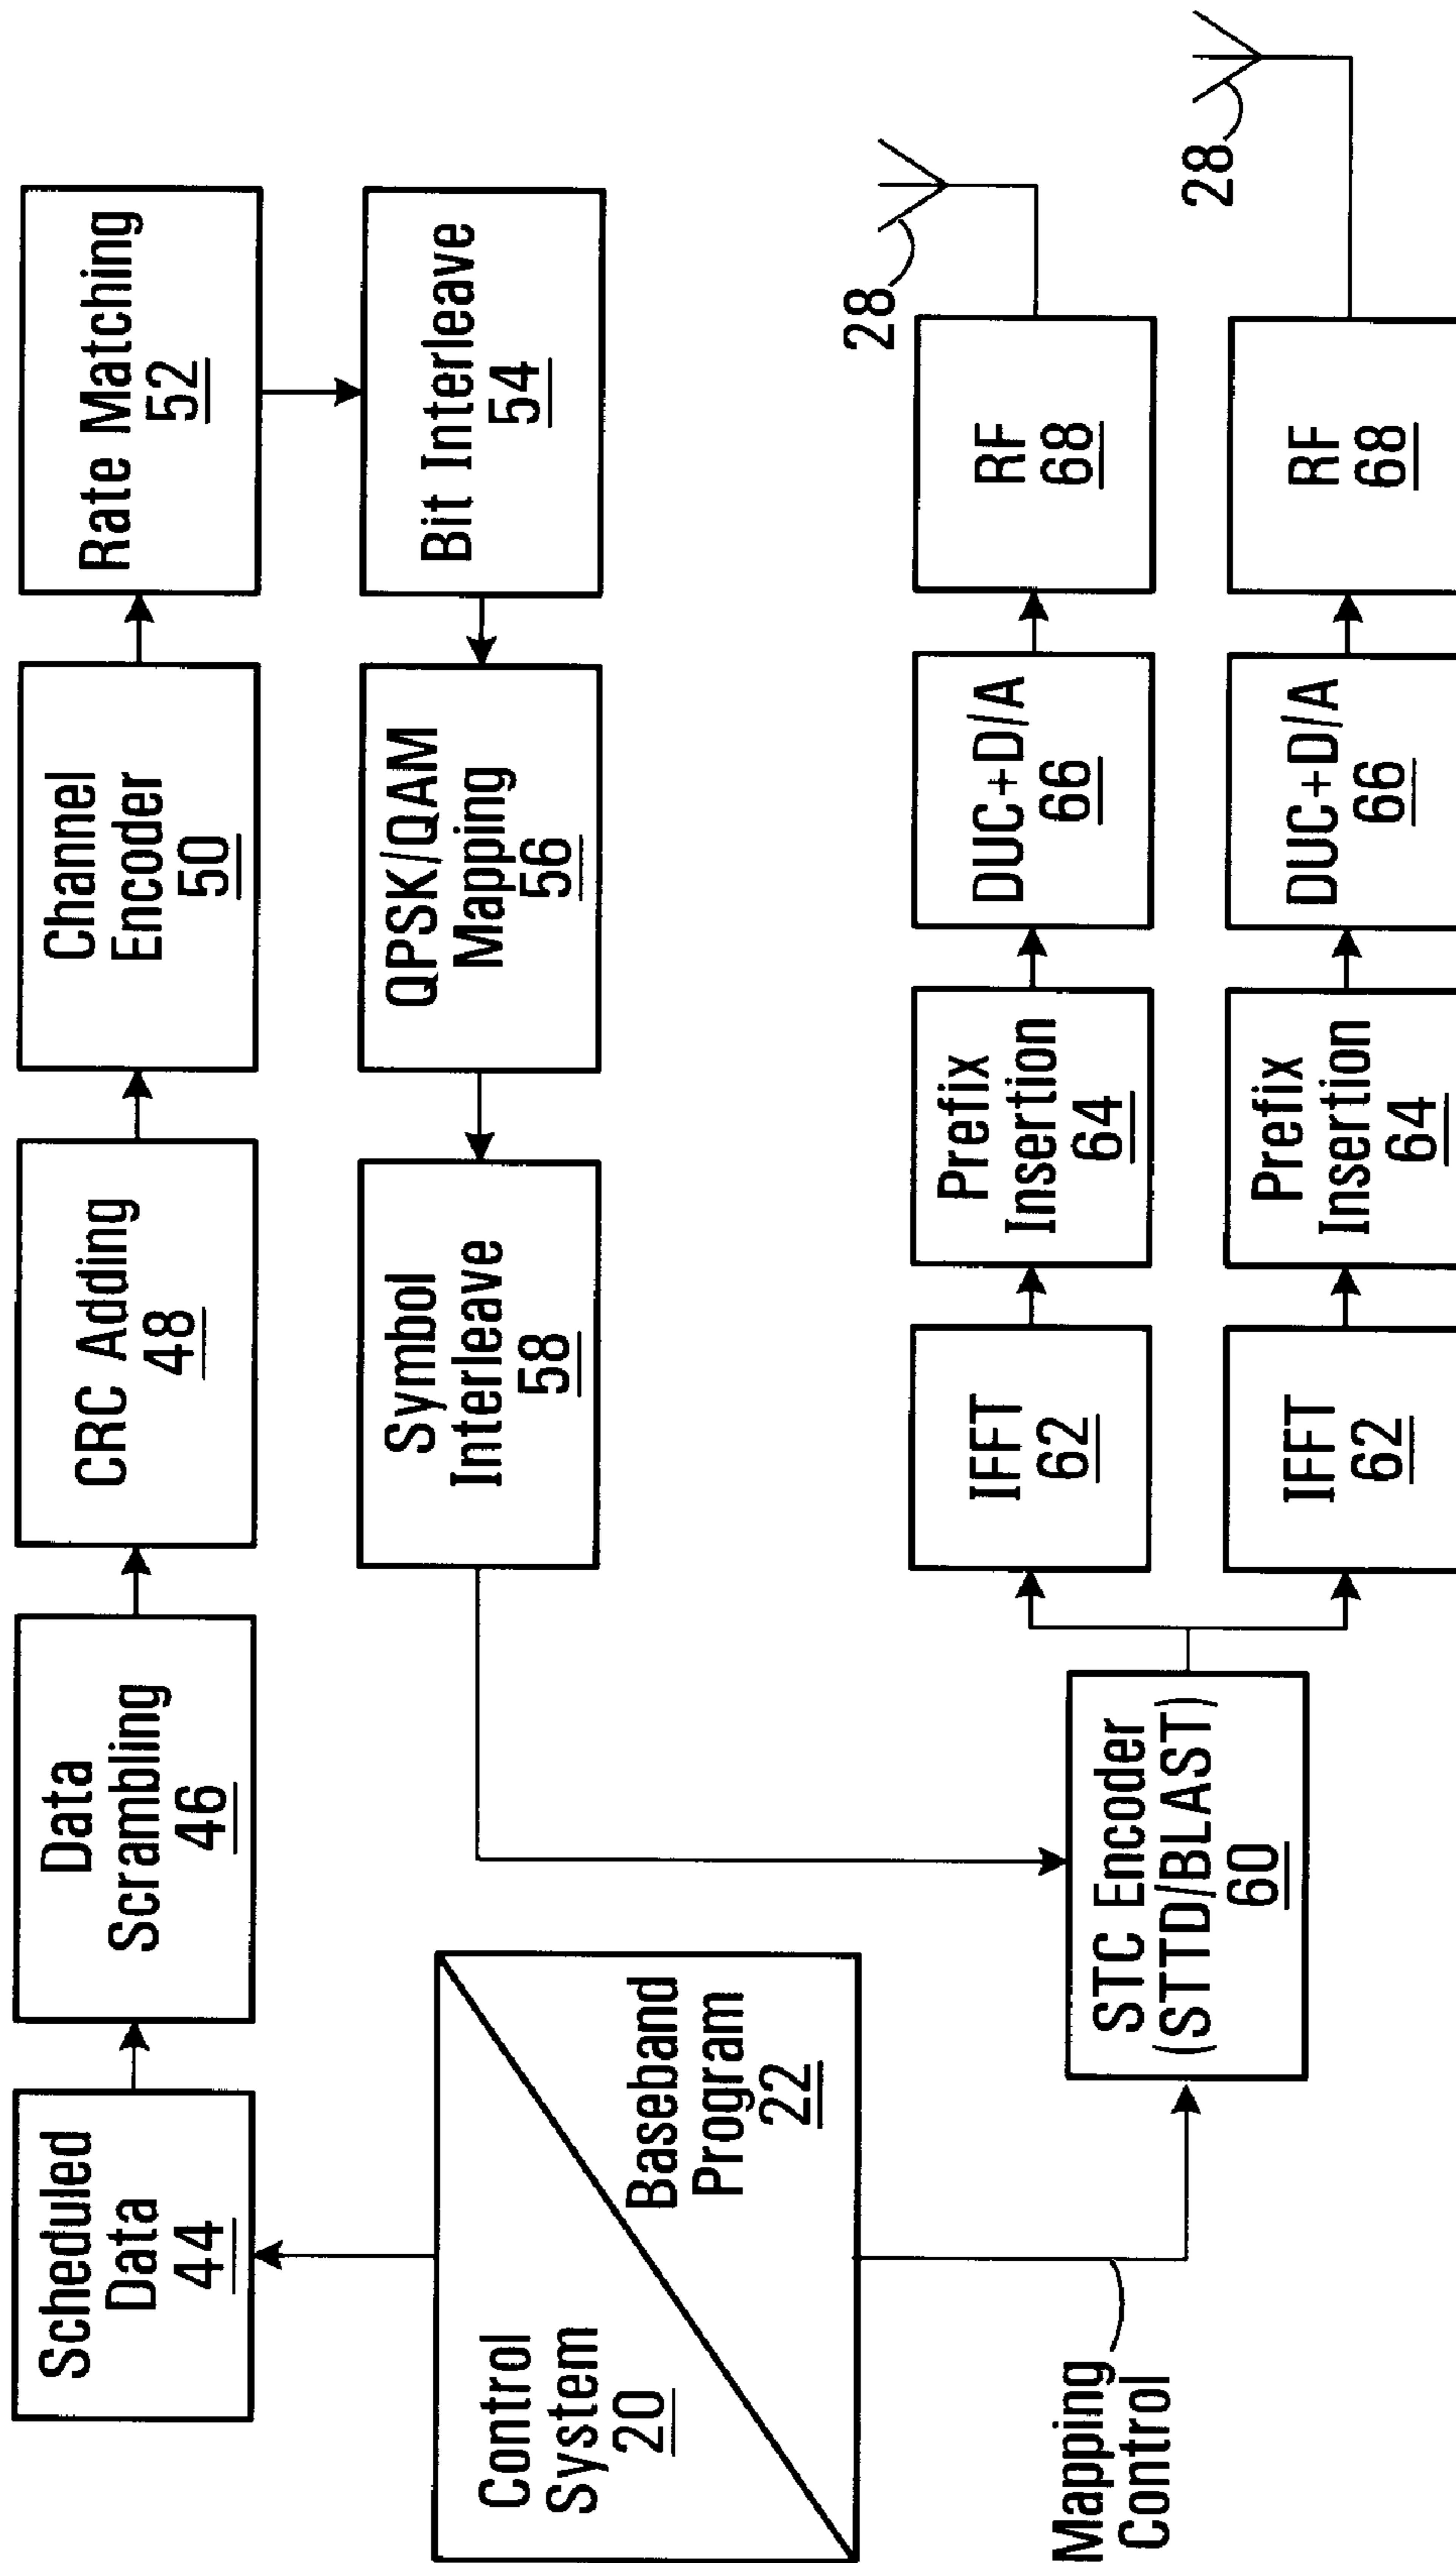 Scheduled
Data
44
Data
Scrambling
46
CRC Adding
48
Channel
Encoder
50
Rate Matching
52
Bit Interleave
54
QPSK/QAM
Mapping
56
Symbol
Interleave
58
Control
System
20
Baseband
Program
22
Mapping
Control
STC Encoder
(STTD/BLAST)
60
IFFT
62
Prefix
Insertion
64
DUC+D/A
66
RF
68
28
IFFT
62
Prefix
Insertion
64
DUC+D/A
66
RF
68
28